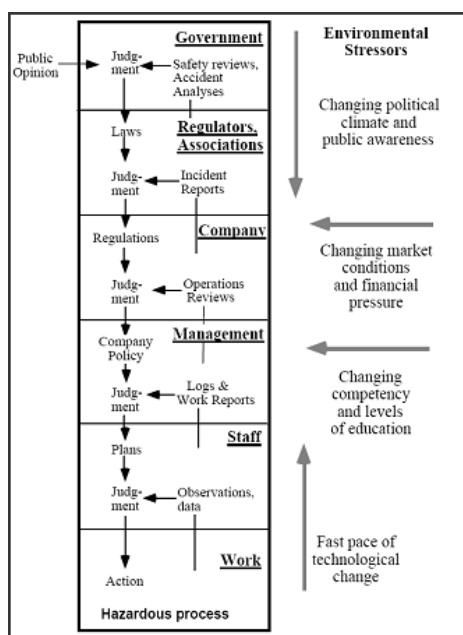 Government
Public
Opinion
Judg-
ment
Safety reviews,
Accident
Analyses
Laws
Regulators,
Associations
Judg-
ment
Incident
Reports
Regulations
Company
Judg-
ment
Operations
Reviews
Company
Policy
Management
Judg-
ment
Logs &
Work Reports
Plans
Staff
Judg-
ment
Observations,
data
Work
Action
Hazardous process
Environmental
Stressors
Changing political
climate and
public awareness
Changing market
conditions
and financial
pressure
Changing
competency
and levels
of education
Fast pace of
technological
change